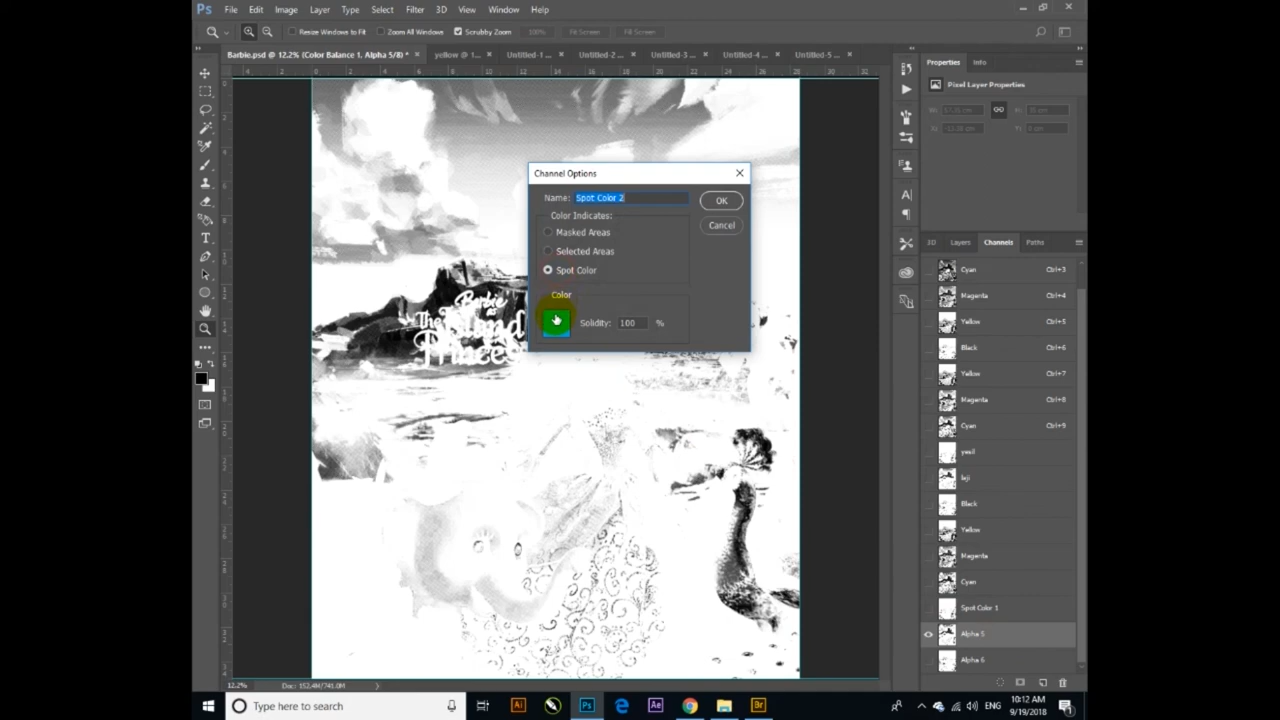 Ps File Edit Image Layer Type Select Filter 3D View Window Help
Resize Windows to Fit Zoom All Windows Scrubby Zoom 100% Fit Screen Fill Screen
Barbie.psd @ 12.2% (Color Balance 1, Alpha 5/8) * yellow @ 1... Untitled-1 ... Untitled-2 ... Untitled-3 ... Untitled-4 ... Untitled-5 ...
Properties Info
Pixel Layer Properties
Channel Options
Name: Spot Color 2
OK
Color Indicates:
Cancel
Masked Areas
Selected Areas
Spot Color
Color
Solidity: 100 %
Barbie
as
The Island
Princess
3D Layers Channels Paths
Cyan Ctrl+3
Magenta Ctrl+4
Yellow Ctrl+5
Black Ctrl+6
Yellow Ctrl+7
Magenta Ctrl+8
Cyan Ctrl+9
yesil
Black
Yellow
Magenta
Cyan
Spot Color 1
Alpha 5
Alpha 6
12.2% Doc: 152.4M/741.0M
Type here to search
Ai Ps Ae Br
ENG
10:12 AM
9/19/2018